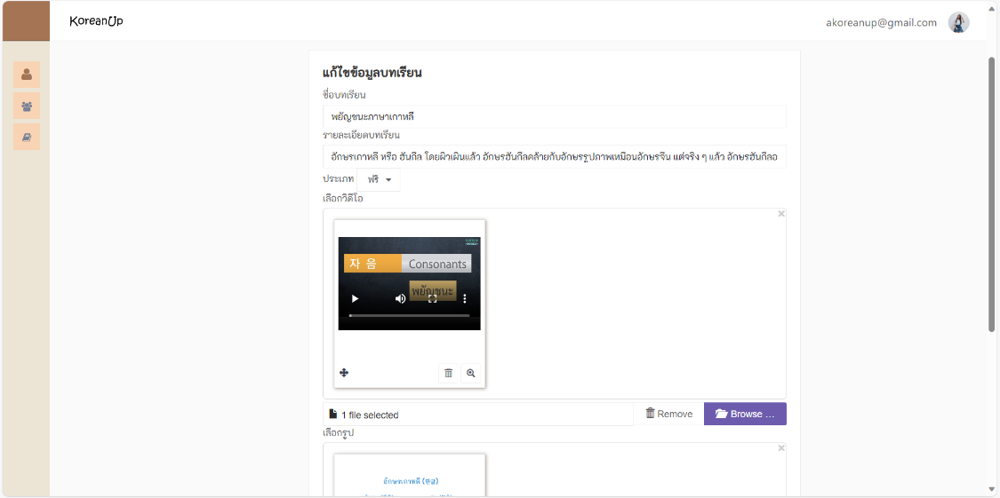 KoreanUp
akoreanup@gmail.com
แก้ไขข้อมูลบทเรียน
ชื่อบทเรียน
พยัญชนะภาษาเกาหลี
รายละเอียดบทเรียน
อักษรเกาหลี หรือ ฮันกึล โดยผิวเผินแล้ว อักษรฮันกึลคล้ายกับอักษรรูปภาพเหมือนอักษรจีน แต่จริง ๆ แล้ว อักษรฮันกึลอ
ประเภท ฟรี
เลือกวิดีโอ
자 음 Consonants
พยัญชนะ
1 file selected
Remove
Browse ...
เลือกรูป
อักษรเกาหลี (한글)